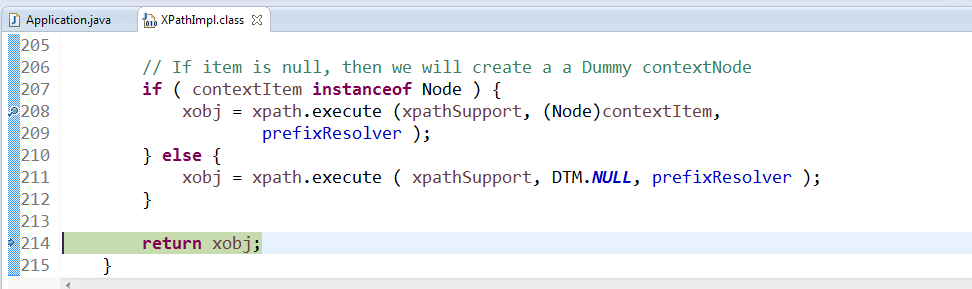 Application.java XPathImpl.class
205
206 // If item is null, then we will create a a Dummy contextNode
207 if ( contextItem instanceof Node ) {
208 xobj = xpath.execute (xpathSupport, (Node)contextItem,
209 prefixResolver );
210 } else {
211 xobj = xpath.execute ( xpathSupport, DTM.NULL, prefixResolver );
212 }
213
214 return xobj;
215 }